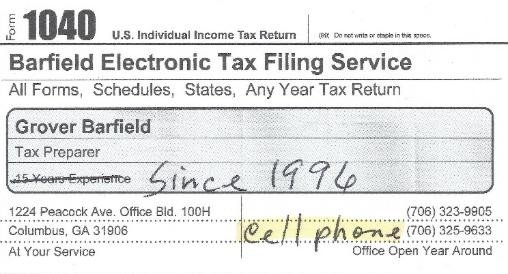 Form 1040 U.S. Individual Income Tax Return (99) Do not write or staple in this space.
Barfield Electronic Tax Filing Service
All Forms, Schedules, States, Any Year Tax Return
Grover Barfield
Tax Preparer
15 Years Experience Since 1996
1224 Peacock Ave. Office Bld. 100H (706) 323-9905
Columbus, GA 31906 cell phone (706) 325-9633
At Your Service Office Open Year Around